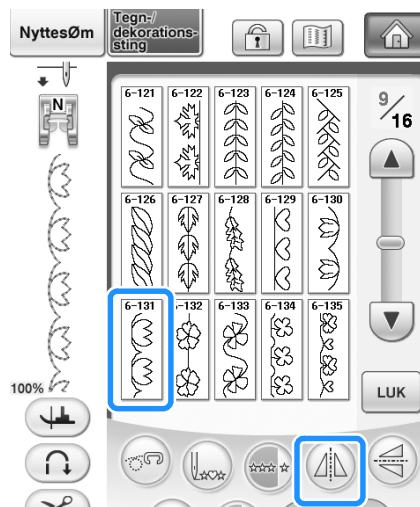 NyttesØm
Tegn-/
dekorations-
sting
N
6-121 6-122 6-123 6-124 6-125
9/16
6-126 6-127 6-128 6-129 6-130
6-131 6-132 6-133 6-134 6-135
100%
LUK